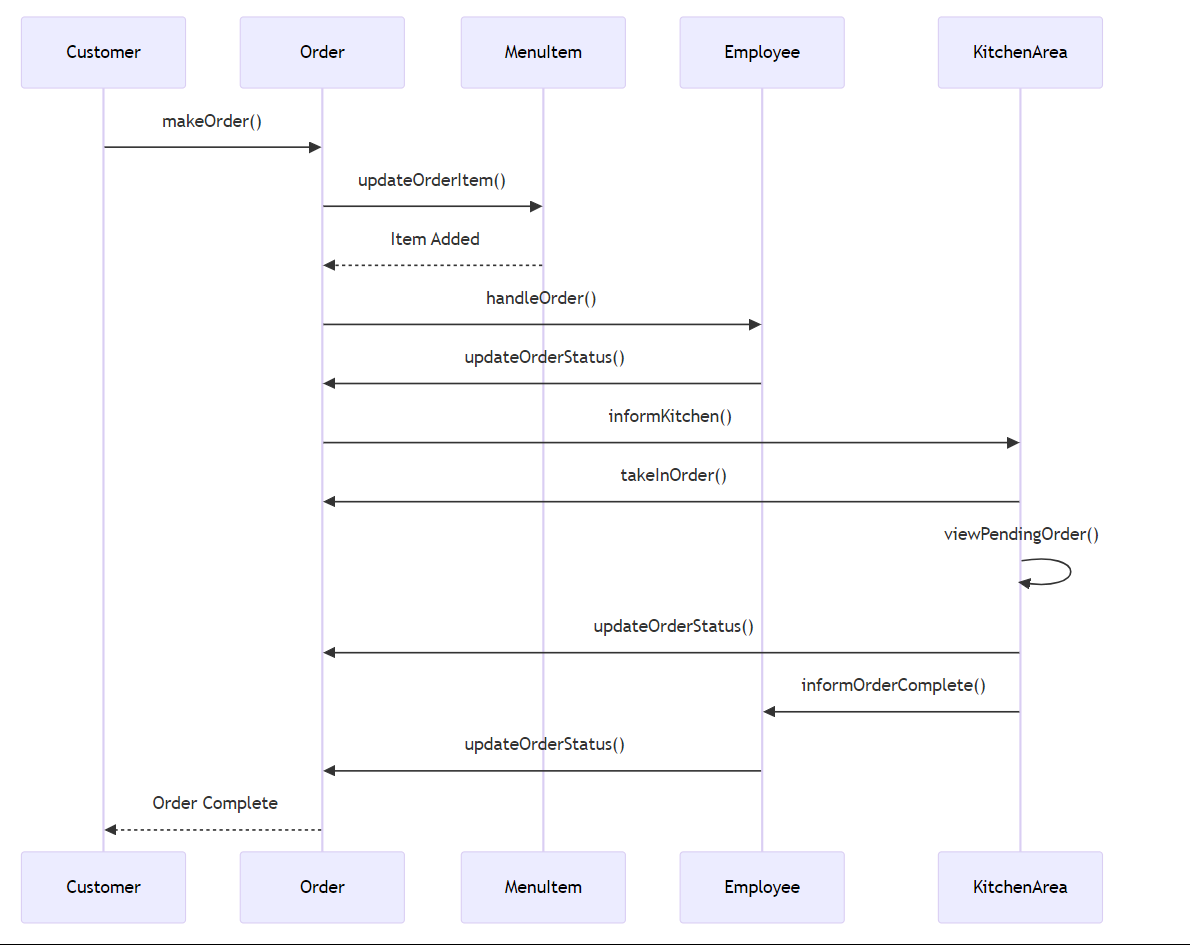 Customer
Order
MenuItem
Employee
KitchenArea
makeOrder()
updateOrderItem()
Item Added
handleOrder()
updateOrderStatus()
informKitchen()
takeInOrder()
viewPendingOrder()
updateOrderStatus()
informOrderComplete()
updateOrderStatus()
Order Complete
Customer
Order
MenuItem
Employee
KitchenArea